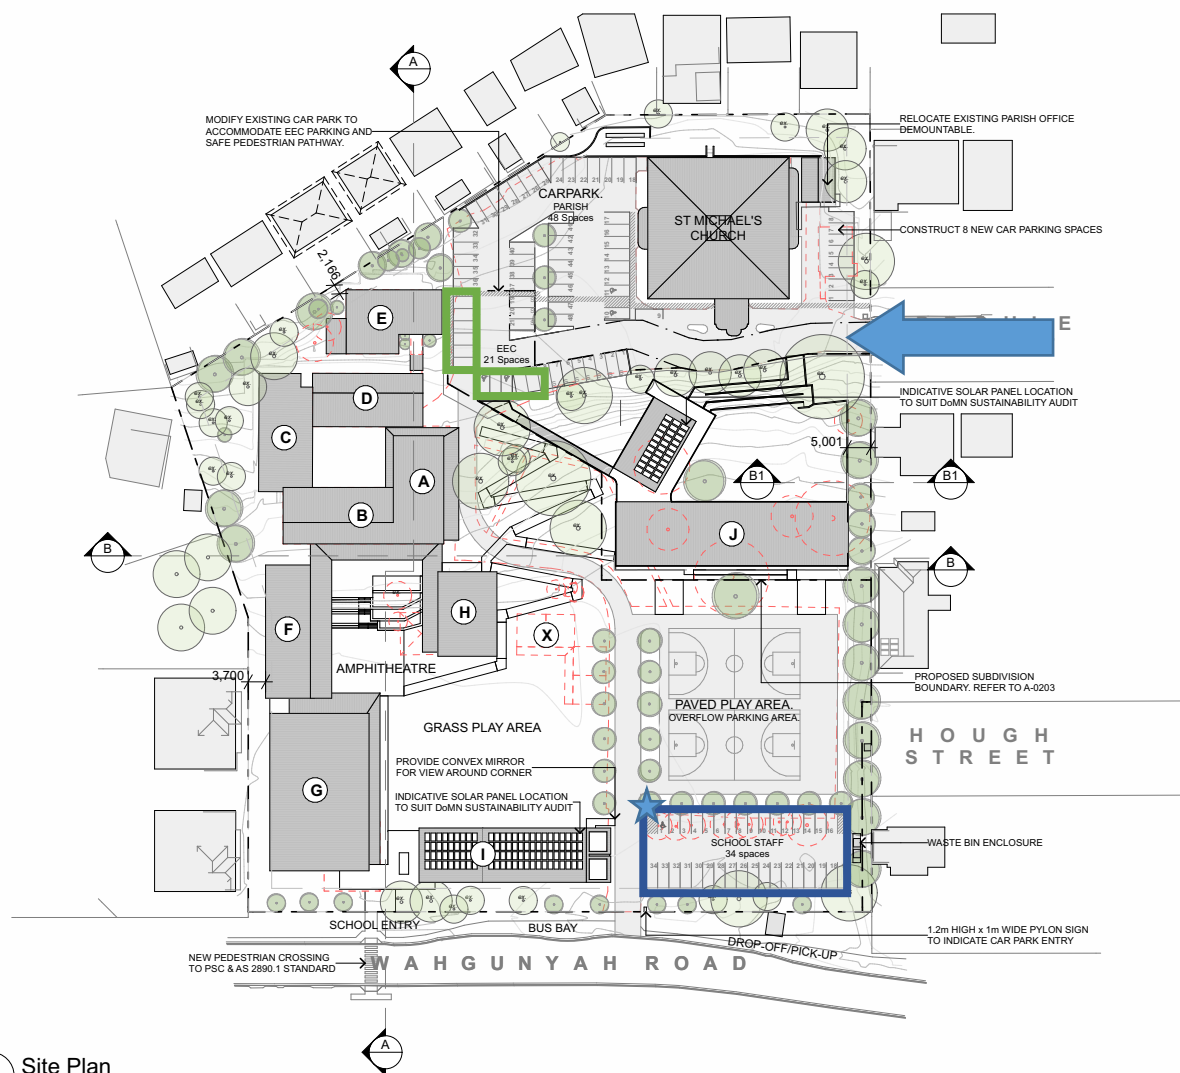 A
MODIFY EXISTING CAR PARK TO
ACCOMMODATE EEC PARKING AND
SAFE PEDESTRIAN PATHWAY.
RELOCATE EXISTING PARISH OFFICE
DEMOUNTABLE.
CARPARK.
PARISH
48 Spaces
ST MICHAEL'S
CHURCH
CONSTRUCT 8 NEW CAR PARKING SPACES
2,166
E
EEC
21 Spaces
E
INDICATIVE SOLAR PANEL LOCATION
TO SUIT DoMN SUSTAINABILITY AUDIT
D
C
5,001
A
B1
B1
B
J
B
B
F
H
X
AMPHITHEATRE
3,700
PROPOSED SUBDIVISION
BOUNDARY. REFER TO A-0203
PAVED PLAY AREA.
OVERFLOW PARKING AREA.
GRASS PLAY AREA
HOUGH
STREET
PROVIDE CONVEX MIRROR
FOR VIEW AROUND CORNER
G
INDICATIVE SOLAR PANEL LOCATION
TO SUIT DoMN SUSTAINABILITY AUDIT
I
SCHOOL STAFF
34 spaces
WASTE BIN ENCLOSURE
SCHOOL ENTRY
BUS BAY
DROP-OFF/PICK-UP
1.2m HIGH x 1m WIDE PYLON SIGN
TO INDICATE CAR PARK ENTRY
NEW PEDESTRIAN CROSSING
TO PSC & AS 2890.1 STANDARD
WAHGUNYAH ROAD
A
Site Plan